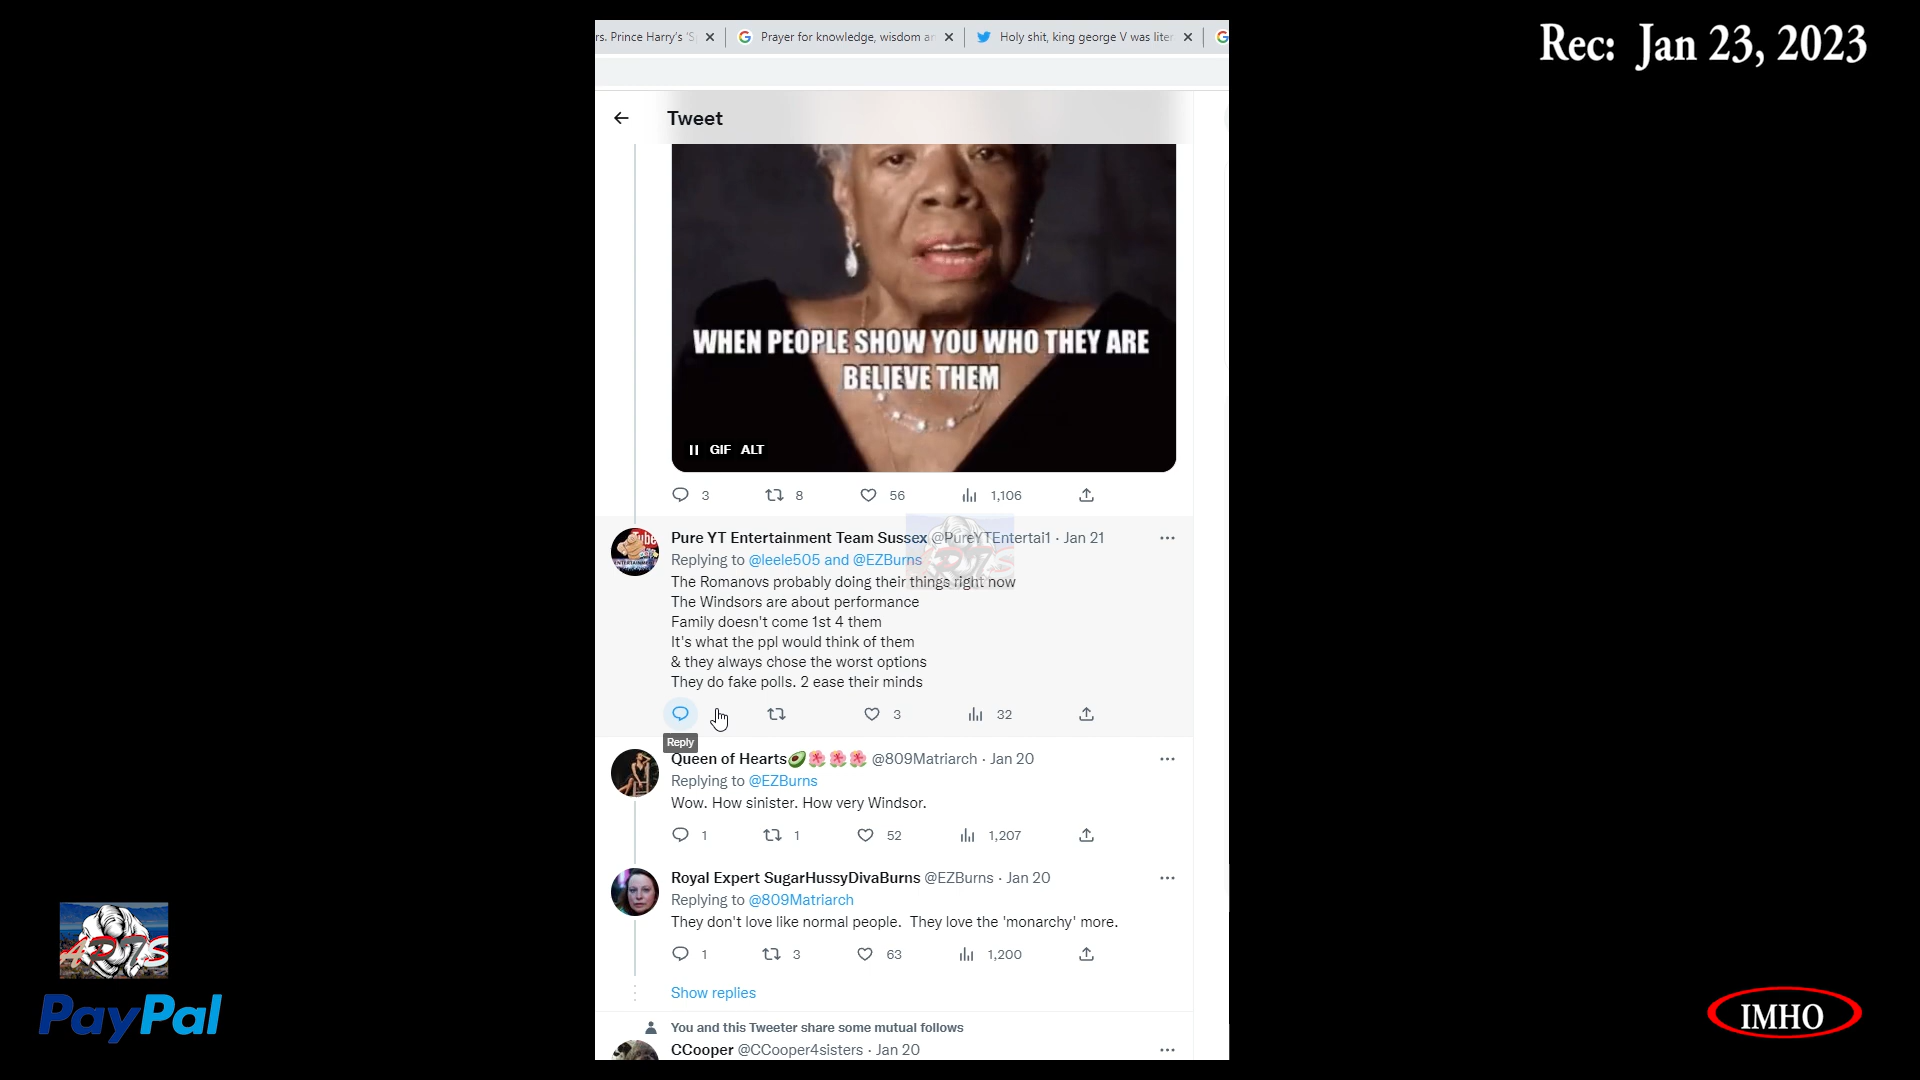 Rec: Jan 23, 2023
rs. Prince Harry's 'S
Prayer for knowledge, wisdom an
Holy shit, king george V was liter
Tweet
WHEN PEOPLE SHOW YOU WHO THEY ARE
BELIEVE THEM
GIF ALT
3 8 56 1,106
Pure YT Entertainment Team Sussex @PureYTEntertai1 · Jan 21
Replying to @leele505 and @EZBurns
The Romanovs probably doing their things right now
The Windsors are about performance
Family doesn't come 1st 4 them
It's what the ppl would think of them
& they always chose the worst options
They do fake polls. 2 ease their minds
3 32
Reply
Queen of Hearts🥑🌺🌺🌺 @809Matriarch · Jan 20
Replying to @EZBurns
Wow. How sinister. How very Windsor.
1 1 52 1,207
Royal Expert SugarHussyDivaBurns @EZBurns · Jan 20
Replying to @809Matriarch
They don't love like normal people. They love the 'monarchy' more.
1 3 63 1,200
Show replies
You and this Tweeter share some mutual follows
CCooper @CCooper4sisters · Jan 20
PayPal
IMHO